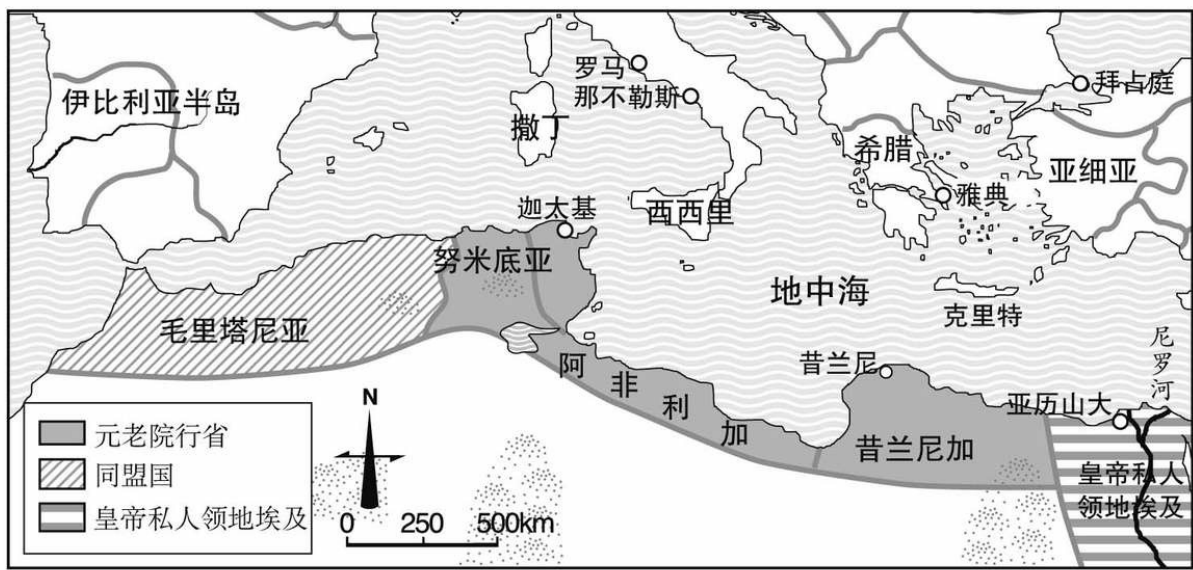 罗马
那不勒斯
拜占庭
伊比利亚半岛
撒丁
希腊
亚细亚
雅典
西西里
迦太基
努米底亚
地中海
克里特
毛里塔尼亚
尼罗河
昔兰尼
阿非利加
亚历山大
昔兰尼加
皇帝私人
领地埃及
元老院行省
同盟国
皇帝私人领地埃及
N
0 250 500km